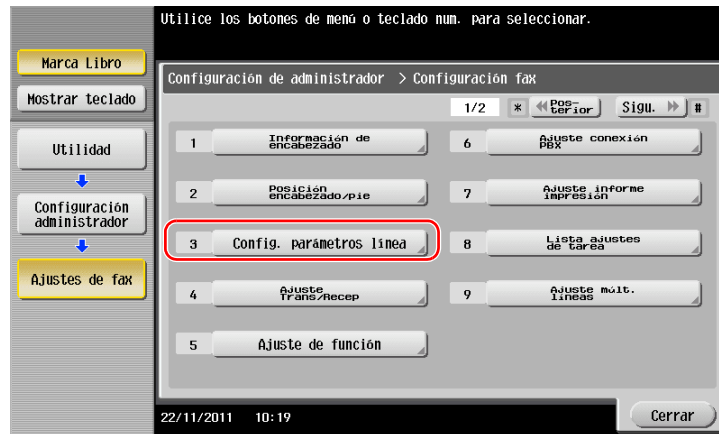 Utilice los botones de menú o teclado num. para seleccionar.
Marca Libro
Mostrar teclado
Utilidad
Configuración
administrador
Ajustes de fax
Configuración de administrador > Configuración fax
1/2 * Pos-
terior Sigu. #
1 Información de
encabezado
2 Posición
encabezado/pie
3 Config. parámetros línea
4 Ajuste
Trans/Recep
5 Ajuste de función
6 Ajuste conexión
PBX
7 Ajuste informe
impresión
8 Lista ajustes
de tarea
9 Ajuste múlt.
líneas
22/11/2011 10:19
Cerrar